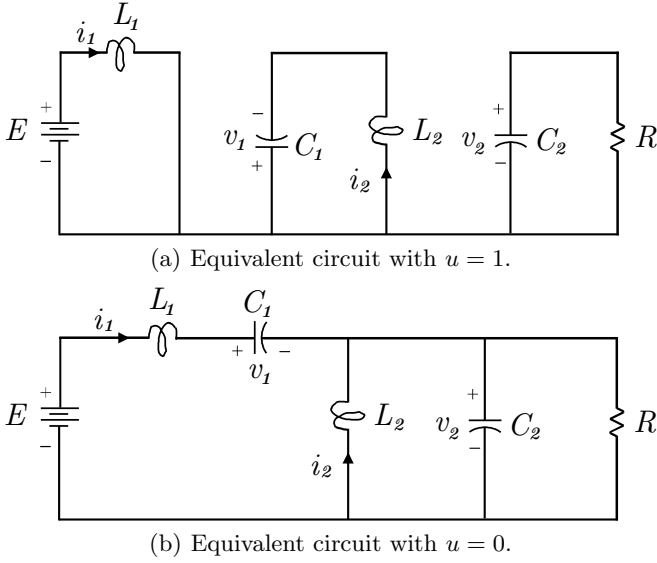 i₁ L₁
+ − + 
E v₁ C₁ L₂ v₂ C₂ R
− + i₂ −
(a) Equivalent circuit with u = 1.
i₁ L₁ C₁
+ −
v₁
+ +
E L₂ v₂ C₂ R
− i₂ −
(b) Equivalent circuit with u = 0.